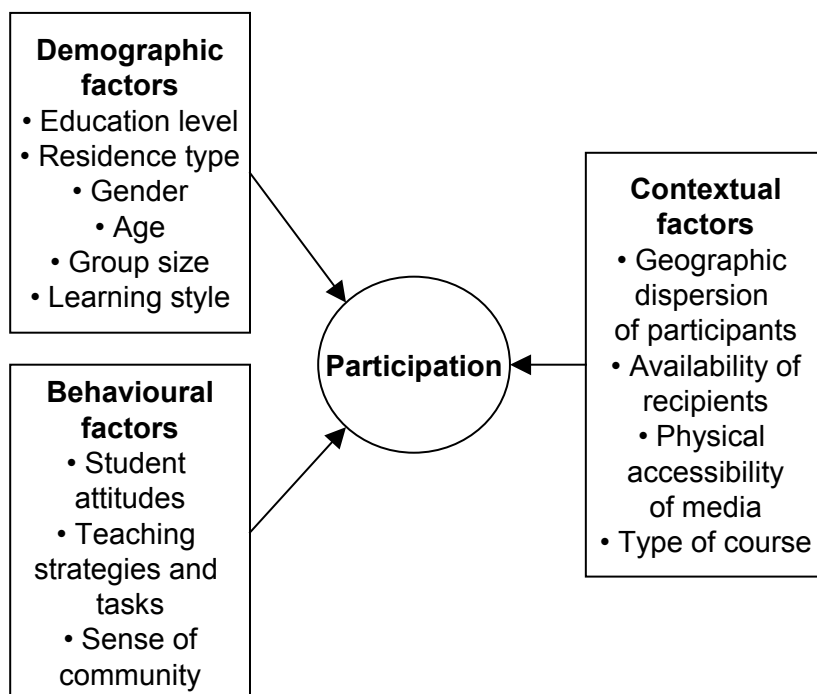 Demographic
factors
• Education level
• Residence type
• Gender
• Age
• Group size
• Learning style
Behavioural
factors
• Student
attitudes
• Teaching
strategies and
tasks
• Sense of
community
Participation
Contextual
factors
• Geographic
dispersion
of participants
• Availability of
recipients
• Physical
accessibility
of media
• Type of course